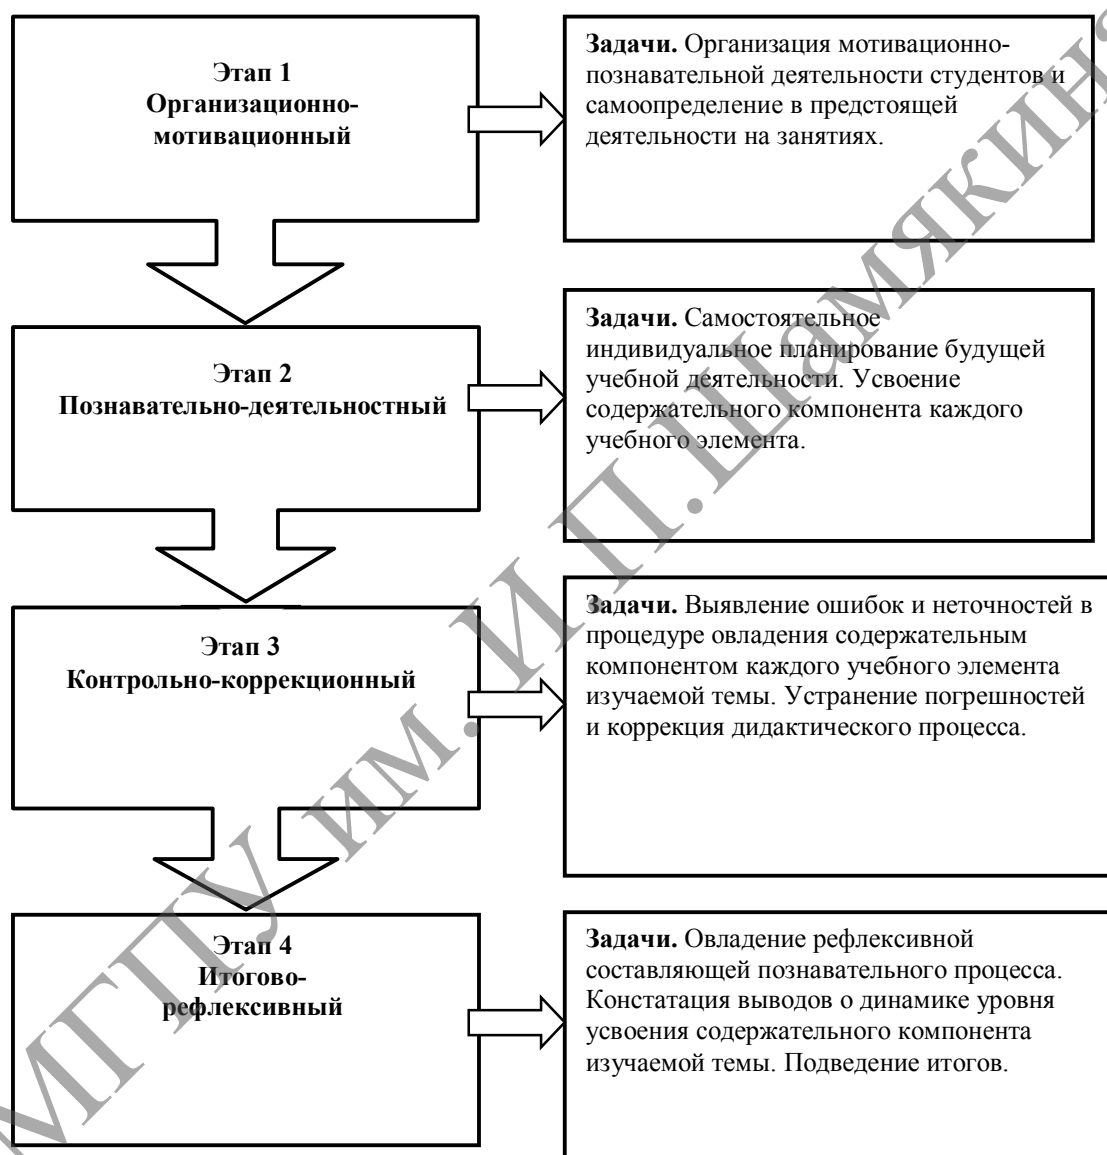 Этап 1
Организационно-
мотивационный
Задачи. Организация мотивационно-
познавательной деятельности студентов и
самоопределение в предстоящей
деятельности на занятиях.
Этап 2
Познавательно-деятельностный
Задачи. Самостоятельное
индивидуальное планирование будущей
учебной деятельности. Усвоение
содержательного компонента каждого
учебного элемента.
Этап 3
Контрольно-коррекционный
Задачи. Выявление ошибок и неточностей в
процедуре овладения содержательным
компонентом каждого учебного элемента
изучаемой темы. Устранение погрешностей
и коррекция дидактического процесса.
Этап 4
Итогово-
рефлексивный
Задачи. Овладение рефлексивной
составляющей познавательного процесса.
Констатация выводов о динамике уровня
усвоения содержательного компонента
изучаемой темы. Подведение итогов.
МГПУ им. И.П.Шамякина